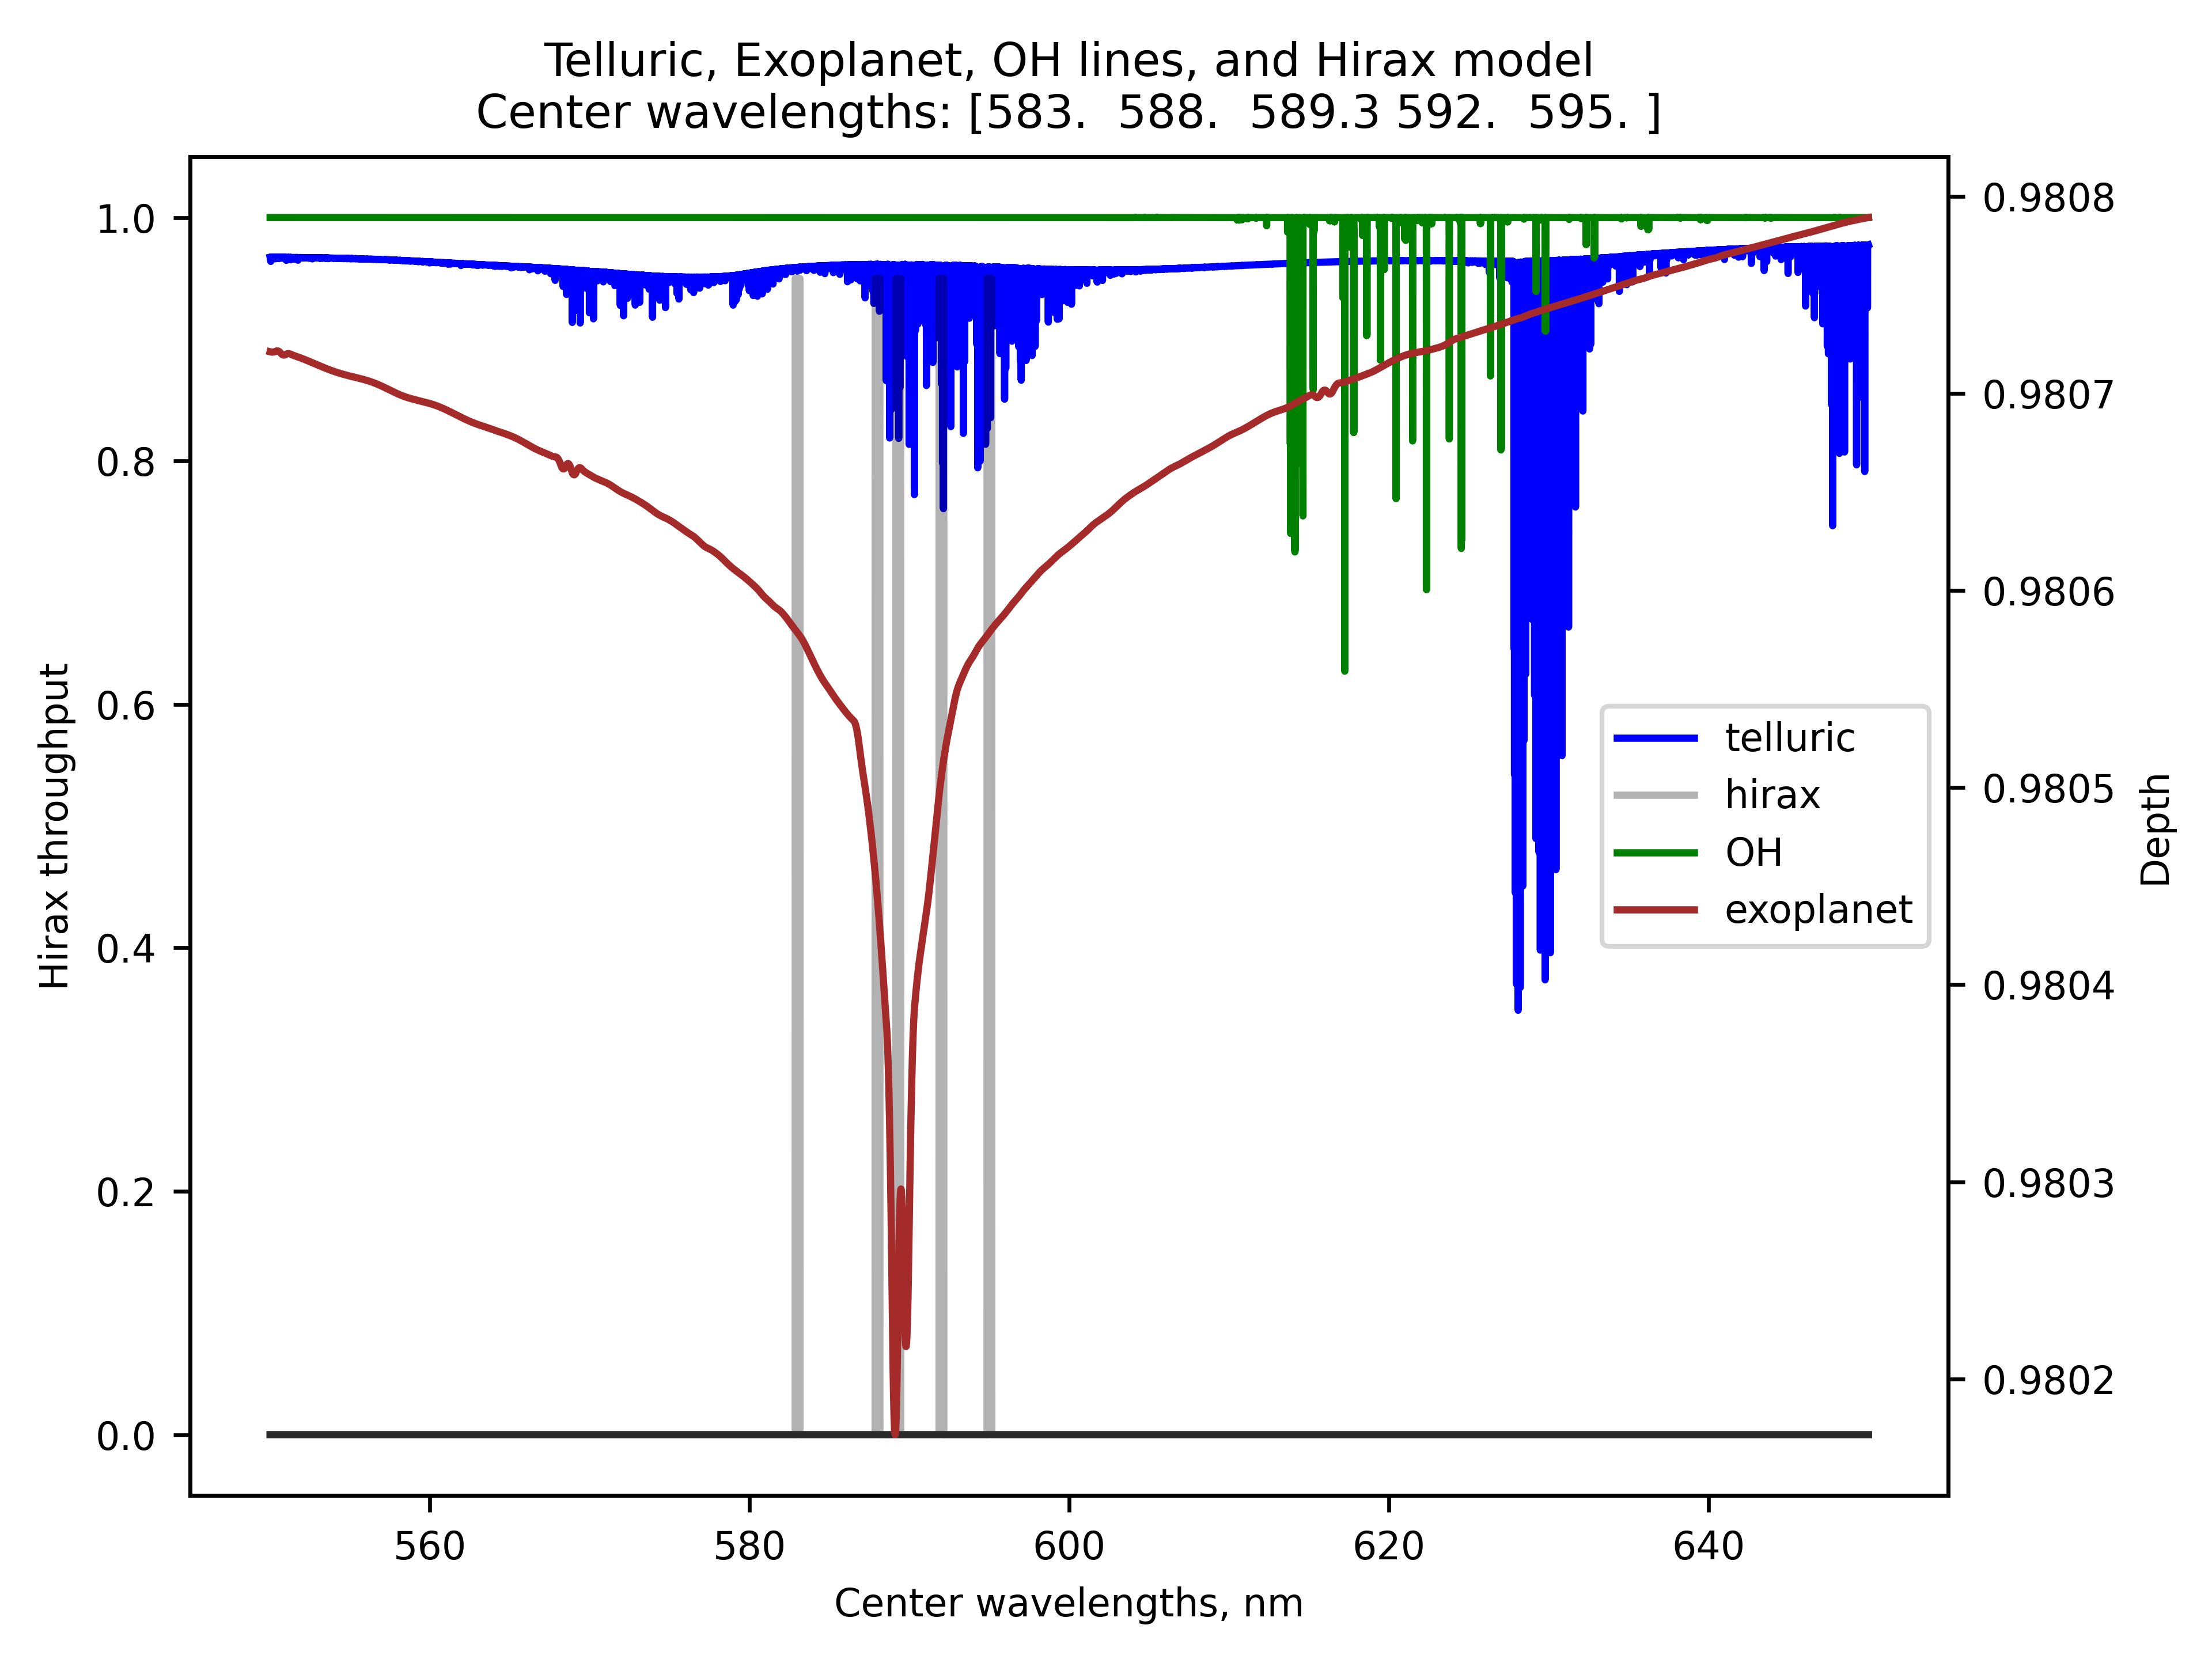 Telluric, Exoplanet, OH lines, and Hirax model
Center wavelengths: [583.  588.  589.3 592.  595. ]
1.0
0.8
0.6
0.4
0.2
0.0
Hirax throughput
0.9808
0.9807
0.9806
0.9805
0.9804
0.9803
0.9802
Depth
telluric
hirax
OH
exoplanet
560
580
600
620
640
Center wavelengths, nm